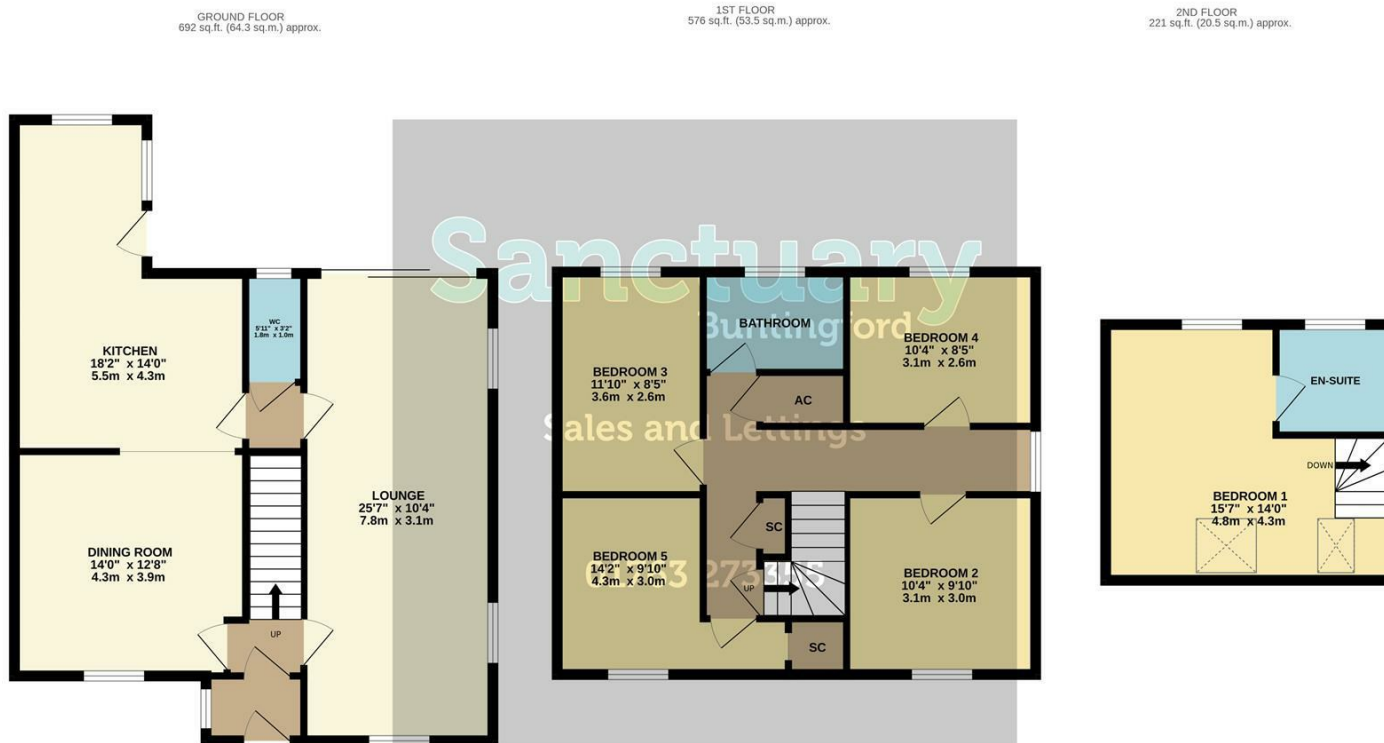 GROUND FLOOR
692 sq.ft. (64.3 sq.m.) approx.
1ST FLOOR
576 sq.ft. (53.5 sq.m.) approx.
2ND FLOOR
221 sq.ft. (20.5 sq.m.) approx.
KITCHEN
18'2" x 14'0"
5.5m x 4.3m
WC
5'11" x 3'2"
1.8m x 1.0m
DINING ROOM
14'0" x 12'8"
4.3m x 3.9m
UP
LOUNGE
25'7" x 10'4"
7.8m x 3.1m
Sanctuary
Buntingford
Sales and Lettings
BEDROOM 3
11'10" x 8'5"
3.6m x 2.6m
BATHROOM
AC
BEDROOM 4
10'4" x 8'5"
3.1m x 2.6m
BEDROOM 5
14'2" x 9'10"
4.3m x 3.0m
SC
UP
SC
BEDROOM 2
10'4" x 9'10"
3.1m x 3.0m
EN-SUITE
DOWN
BEDROOM 1
15'7" x 14'0"
4.8m x 4.3m